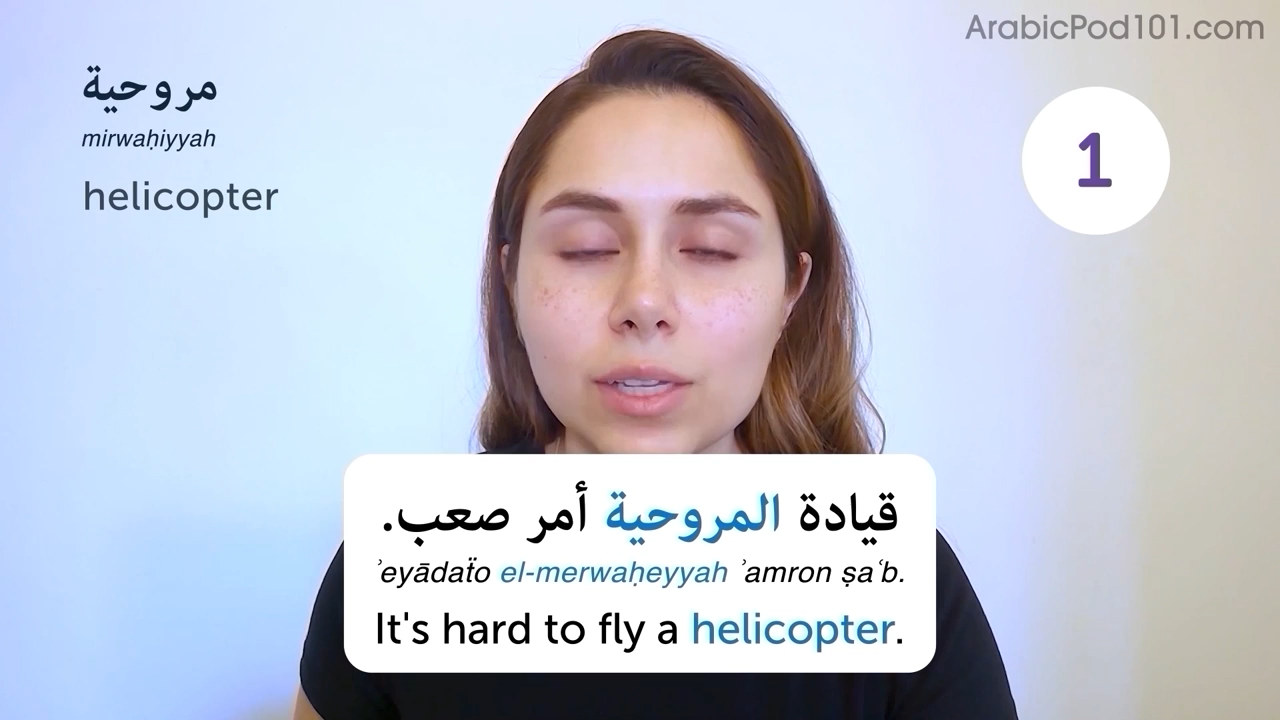 ArabicPod101.com
مروحية
mirwaḥiyyah
helicopter
1
قيادة المروحية أمر صعب.
ʾeyādaẗo el-merwaḥeyyah ʾamron ṣaʿb.
It's hard to fly a helicopter.